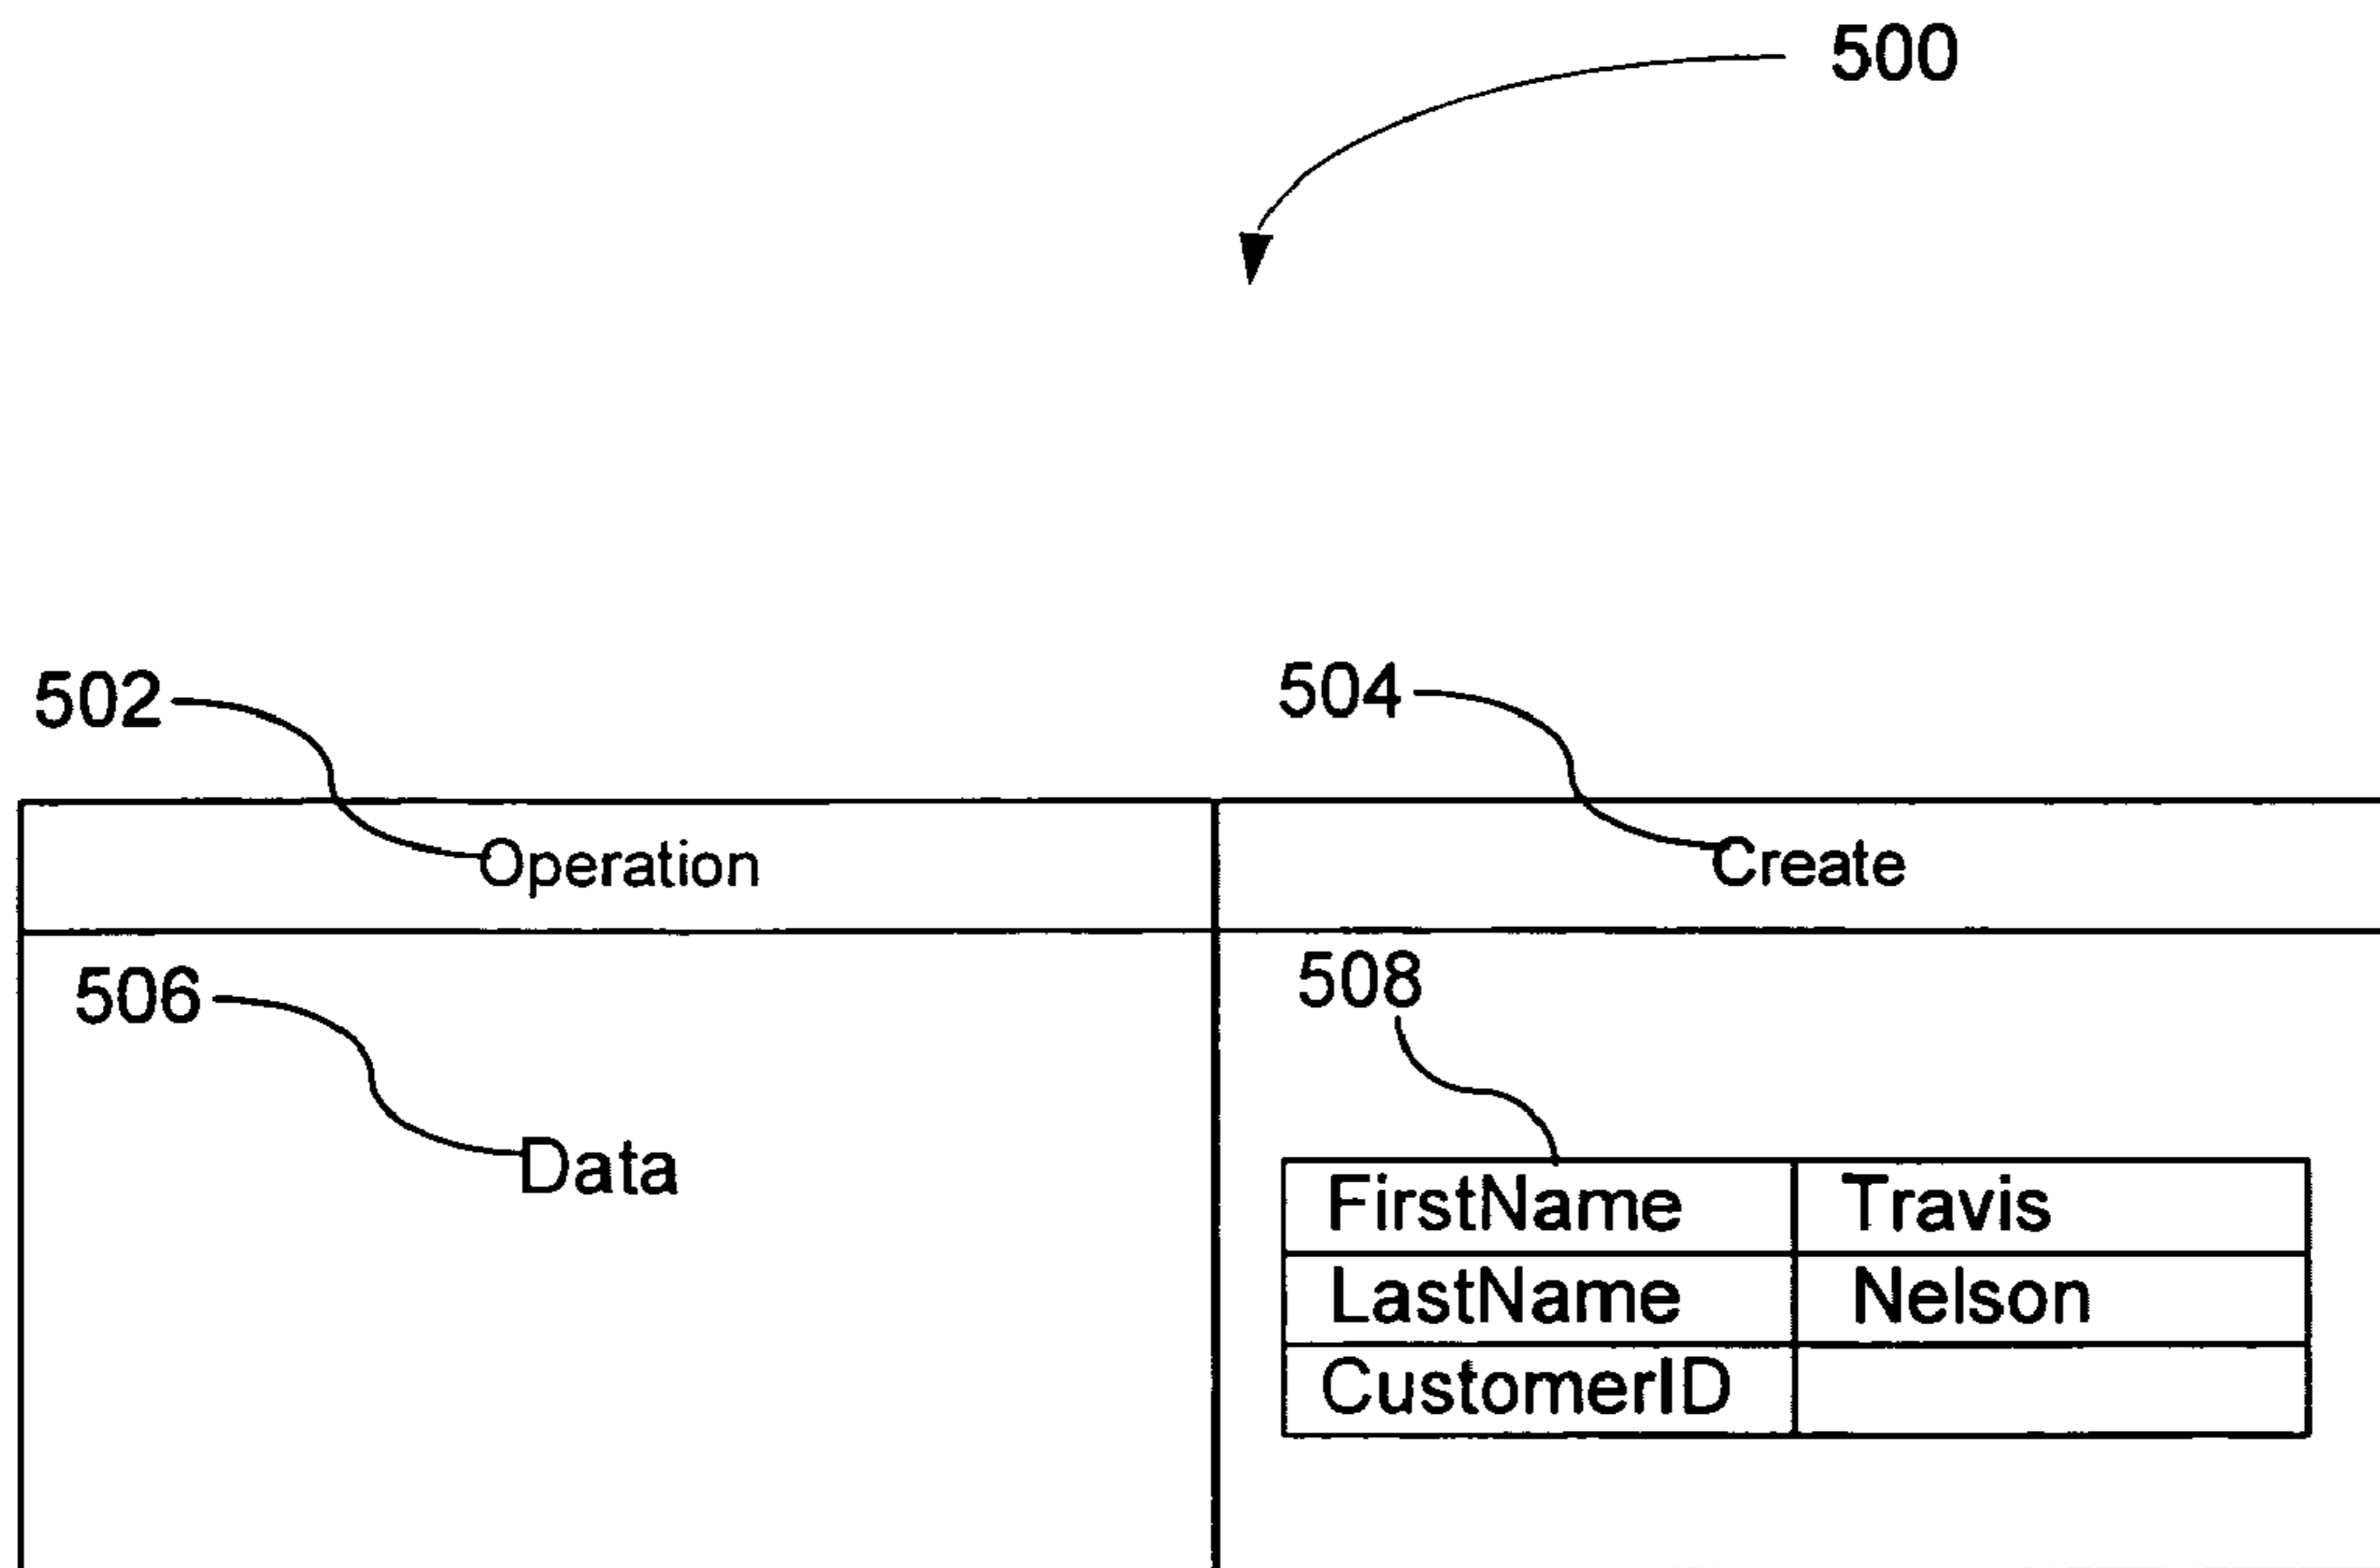 500
502
504
Operation
Create
506
508
Data
FirstName Travis
LastName Nelson
CustomerID